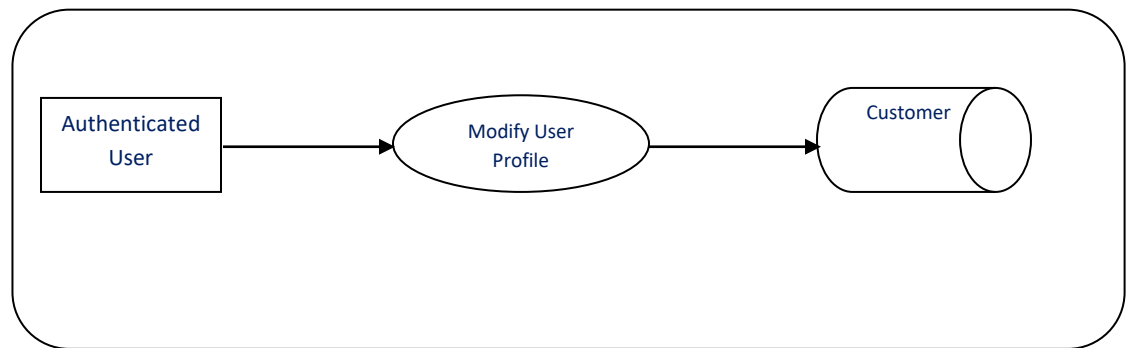 Authenticated
User
Modify User
Profile
Customer